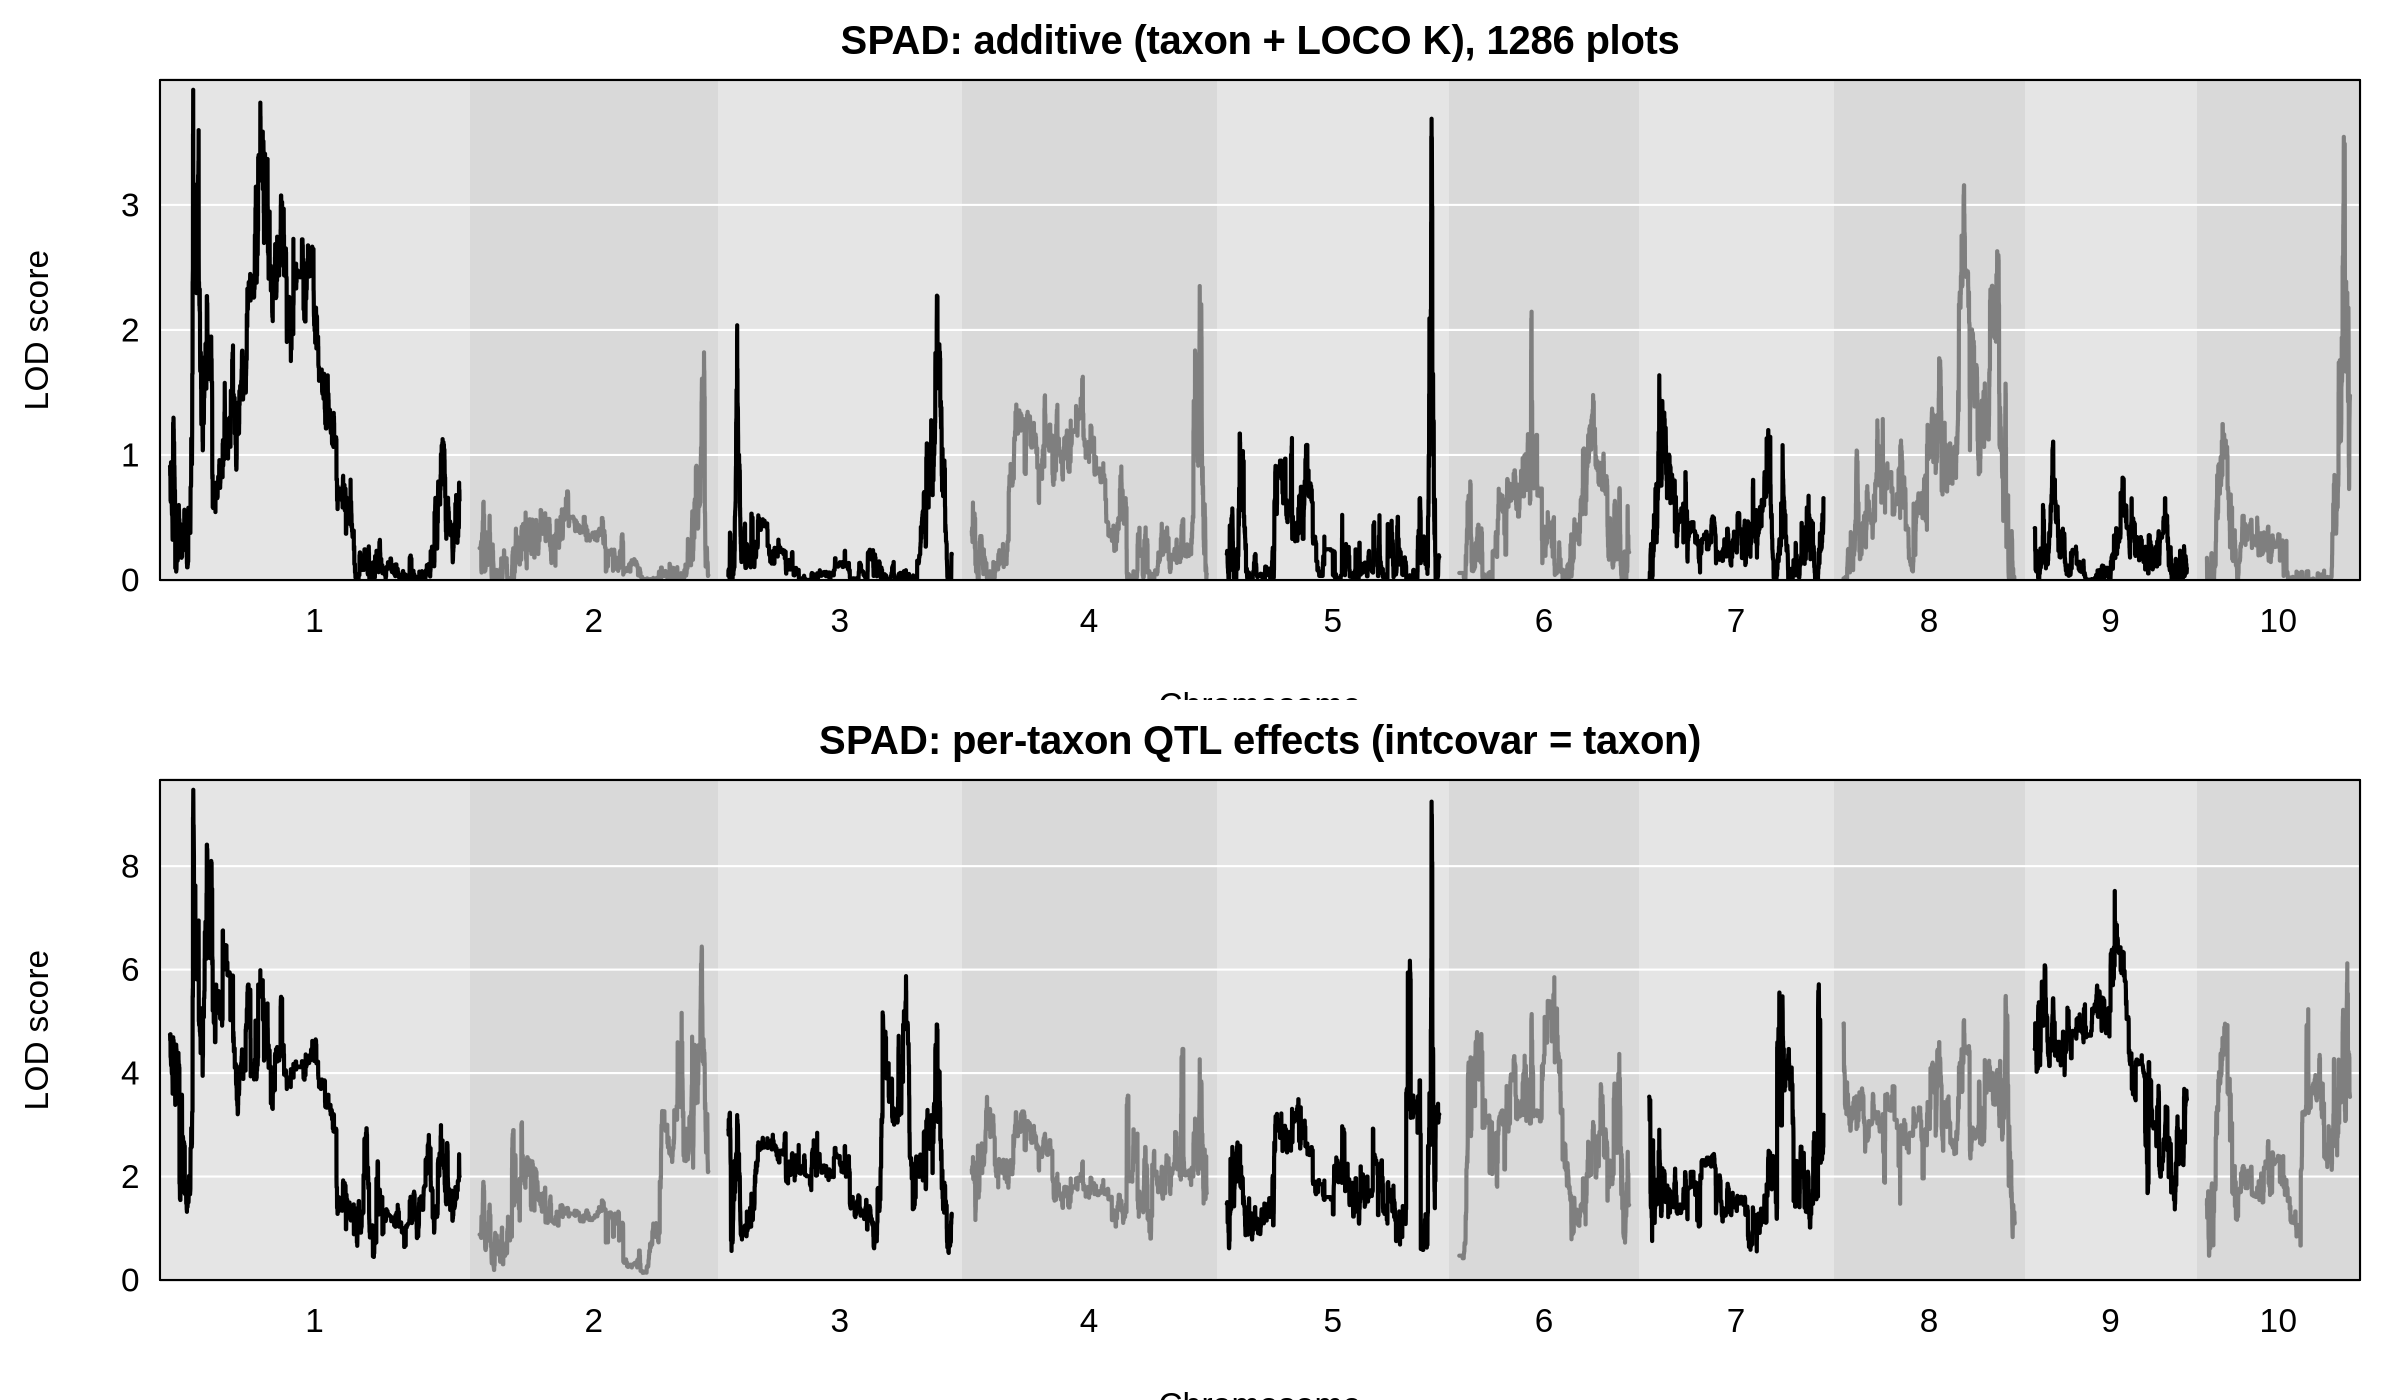 SPAD: additive (taxon + LOCO K), 1286 plots
LOD score
3
2
1
0
1 2 3 4 5 6 7 8 9 10
Chromosome
SPAD: per-taxon QTL effects (intcovar = taxon)
LOD score
8
6
4
2
0
1 2 3 4 5 6 7 8 9 10
Chromosome